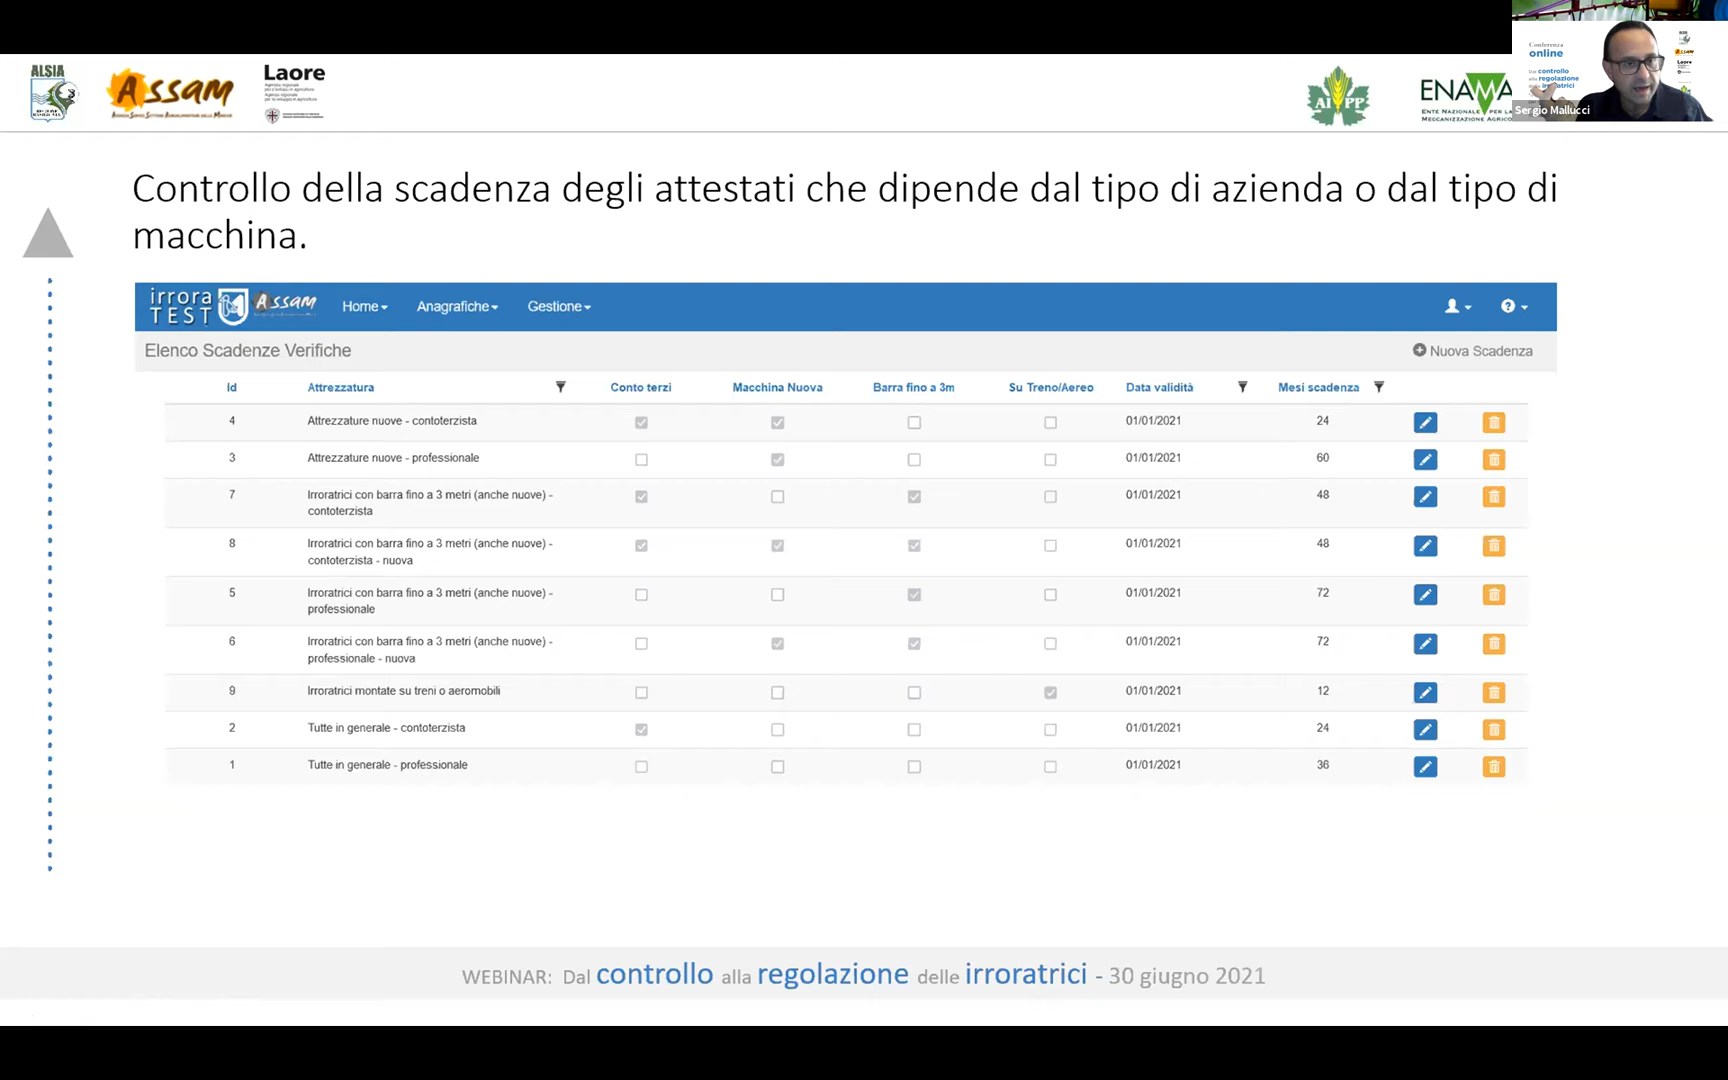 ALSIA
ASSAM
Laore
AIPP
ENAMA
Conferenza
online
Dal controllo
alla regolazione
irroratrici
Sergio Mallucci
Controllo della scadenza degli attestati che dipende dal tipo di azienda o dal tipo di
macchina.
irrora
TEST
Assam
Home
Anagrafiche
Gestione
Elenco Scadenze Verifiche
Nuova Scadenza
Id Attrezzatura Conto terzi Macchina Nuova Barra fino a 3m Su Treno/Aereo Data validità Mesi scadenza
4 Attrezzature nuove - contoterzista 01/01/2021 24
3 Attrezzature nuove - professionale 01/01/2021 60
7 Irroratrici con barra fino a 3 metri (anche nuove) - 01/01/2021 48
contoterzista
8 Irroratrici con barra fino a 3 metri (anche nuove) - 01/01/2021 48
contoterzista - nuova
5 Irroratrici con barra fino a 3 metri (anche nuove) - 01/01/2021 72
professionale
6 Irroratrici con barra fino a 3 metri (anche nuove) - 01/01/2021 72
professionale - nuova
9 Irroratrici montate su treni o aeromobili 01/01/2021 12
2 Tutte in generale - contoterzista 01/01/2021 24
1 Tutte in generale - professionale 01/01/2021 36
WEBINAR: Dal controllo alla regolazione delle irroratrici - 30 giugno 2021